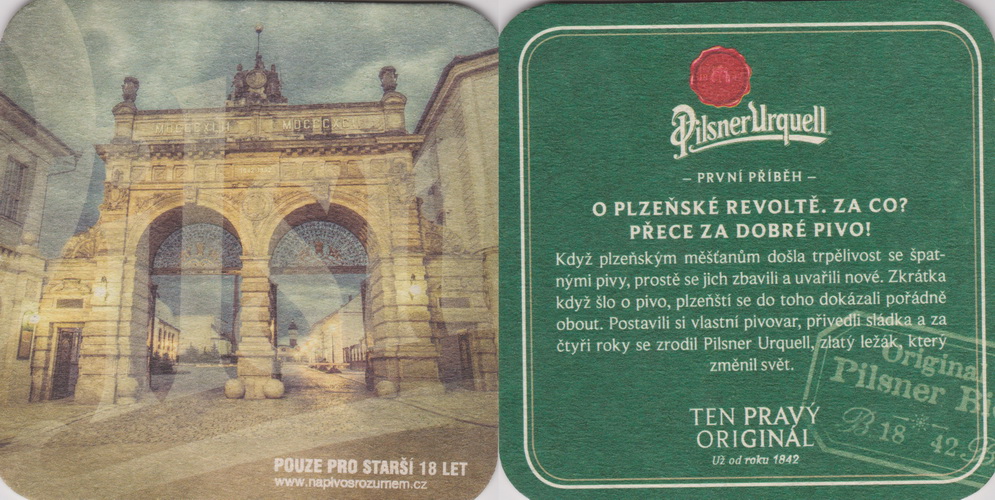 MDCCCXLII MDCCCXCII
POUZE PRO STARŠÍ 18 LET
www.napivosrozumem.cz
Pilsner Urquell
– PRVNÍ PŘÍBĚH –
O PLZEŇSKÉ REVOLTĚ. ZA CO?
PŘECE ZA DOBRÉ PIVO!
Když plzeňským měšťanům došla trpělivost se špat-
nými pivy, prostě se jich zbavili a uvařili nové. Zkrátka
když šlo o pivo, plzeňští se do toho dokázali pořádně
obout. Postavili si vlastní pivovar, přivedli sládka a za
čtyři roky se zrodil Pilsner Urquell, zlatý ležák, který
změnil svět.
Original
Pilsner Bi
B. 18 42 B
TEN PRAVÝ
ORIGINÁL
Už od roku 1842